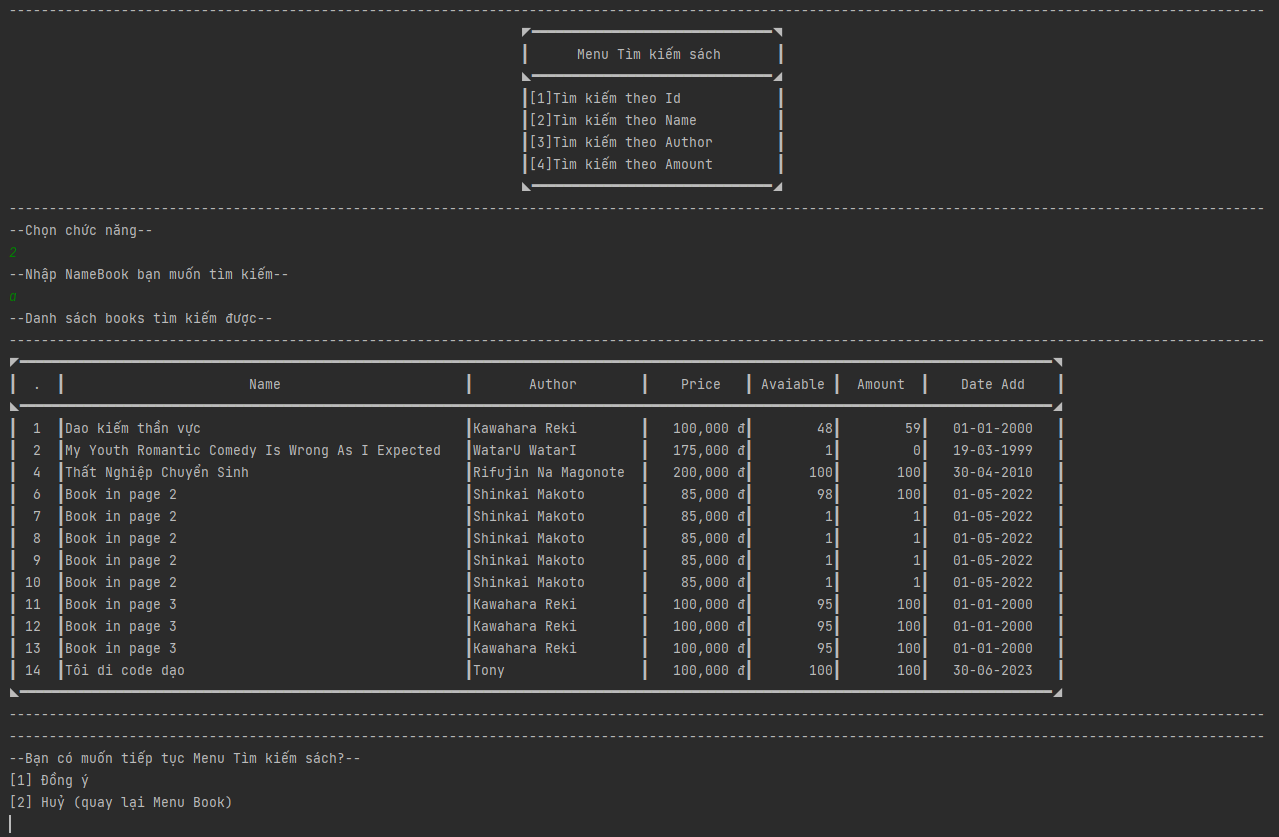 Menu Tìm kiếm sách
[1]Tìm kiếm theo Id
[2]Tìm kiếm theo Name
[3]Tìm kiếm theo Author
[4]Tìm kiếm theo Amount
--Chọn chức năng--
2
--Nhập NameBook bạn muốn tìm kiếm--
a
--Danh sách books tìm kiếm được--
. Name Author Price Avaiable Amount Date Add
1 Dao kiếm thần vực Kawahara Reki 100,000 đ 48 59 01-01-2000
2 My Youth Romantic Comedy Is Wrong As I Expected WatarU WatarI 175,000 đ 1 0 19-03-1999
4 Thất Nghiệp Chuyển Sinh Rifujin Na Magonote 200,000 đ 100 100 30-04-2010
6 Book in page 2 Shinkai Makoto 85,000 đ 98 100 01-05-2022
7 Book in page 2 Shinkai Makoto 85,000 đ 1 1 01-05-2022
8 Book in page 2 Shinkai Makoto 85,000 đ 1 1 01-05-2022
9 Book in page 2 Shinkai Makoto 85,000 đ 1 1 01-05-2022
10 Book in page 2 Shinkai Makoto 85,000 đ 1 1 01-05-2022
11 Book in page 3 Kawahara Reki 100,000 đ 95 100 01-01-2000
12 Book in page 3 Kawahara Reki 100,000 đ 95 100 01-01-2000
13 Book in page 3 Kawahara Reki 100,000 đ 95 100 01-01-2000
14 Tôi di code dạo Tony 100,000 đ 100 100 30-06-2023
--Bạn có muốn tiếp tục Menu Tìm kiếm sách?--
[1] Đồng ý
[2] Huỷ (quay lại Menu Book)